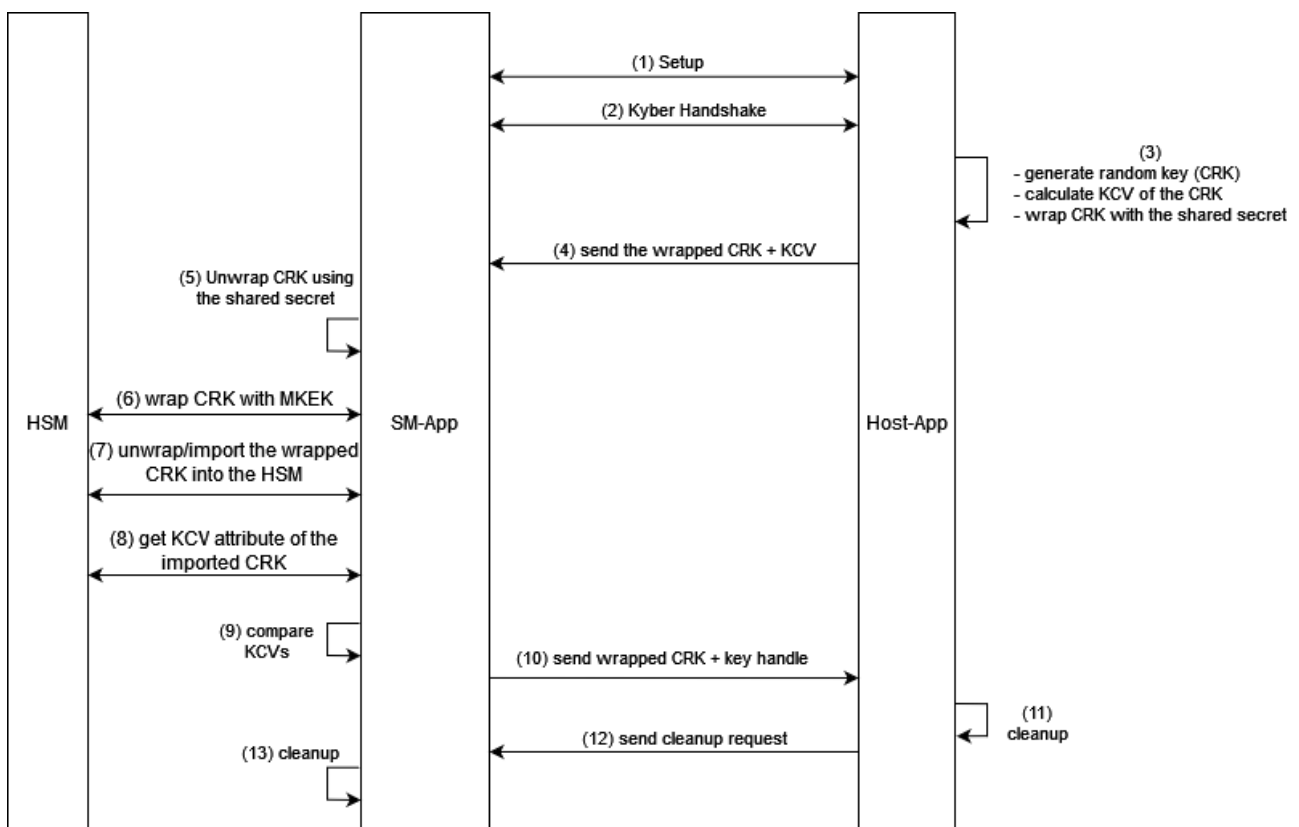 (1) Setup
(2) Kyber Handshake
(3)
- generate random key (CRK)
- calculate KCV of the CRK
- wrap CRK with the shared secret
(4) send the wrapped CRK + KCV
(5) Unwrap CRK using
the shared secret
(6) wrap CRK with MKEK
HSM
SM-App
Host-App
(7) unwrap/import the wrapped
CRK into the HSM
(8) get KCV attribute of the
imported CRK
(9) compare
KCVs
(10) send wrapped CRK + key handle
(11)
cleanup
(12) send cleanup request
(13) cleanup